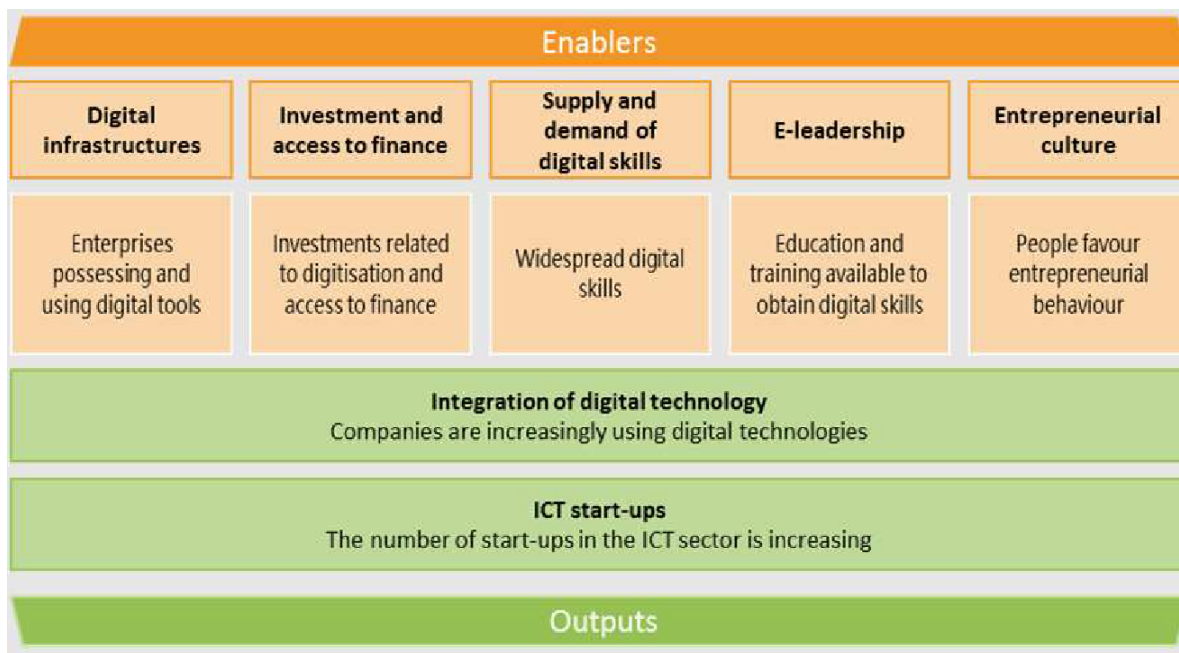 Enablers
Digital
infrastructures
Investment and
access to finance
Supply and
demand of
digital skills
E-leadership
Entrepreneurial
culture
Enterprises
possessing and
using digital tools
Investments related
to digitisation and
access to finance
Widespread digital
skills
Education and
training available to
obtain digital skills
People favour
entrepreneurial
behaviour
Integration of digital technology
Companies are increasingly using digital technologies
ICT start-ups
The number of start-ups in the ICT sector is increasing
Outputs